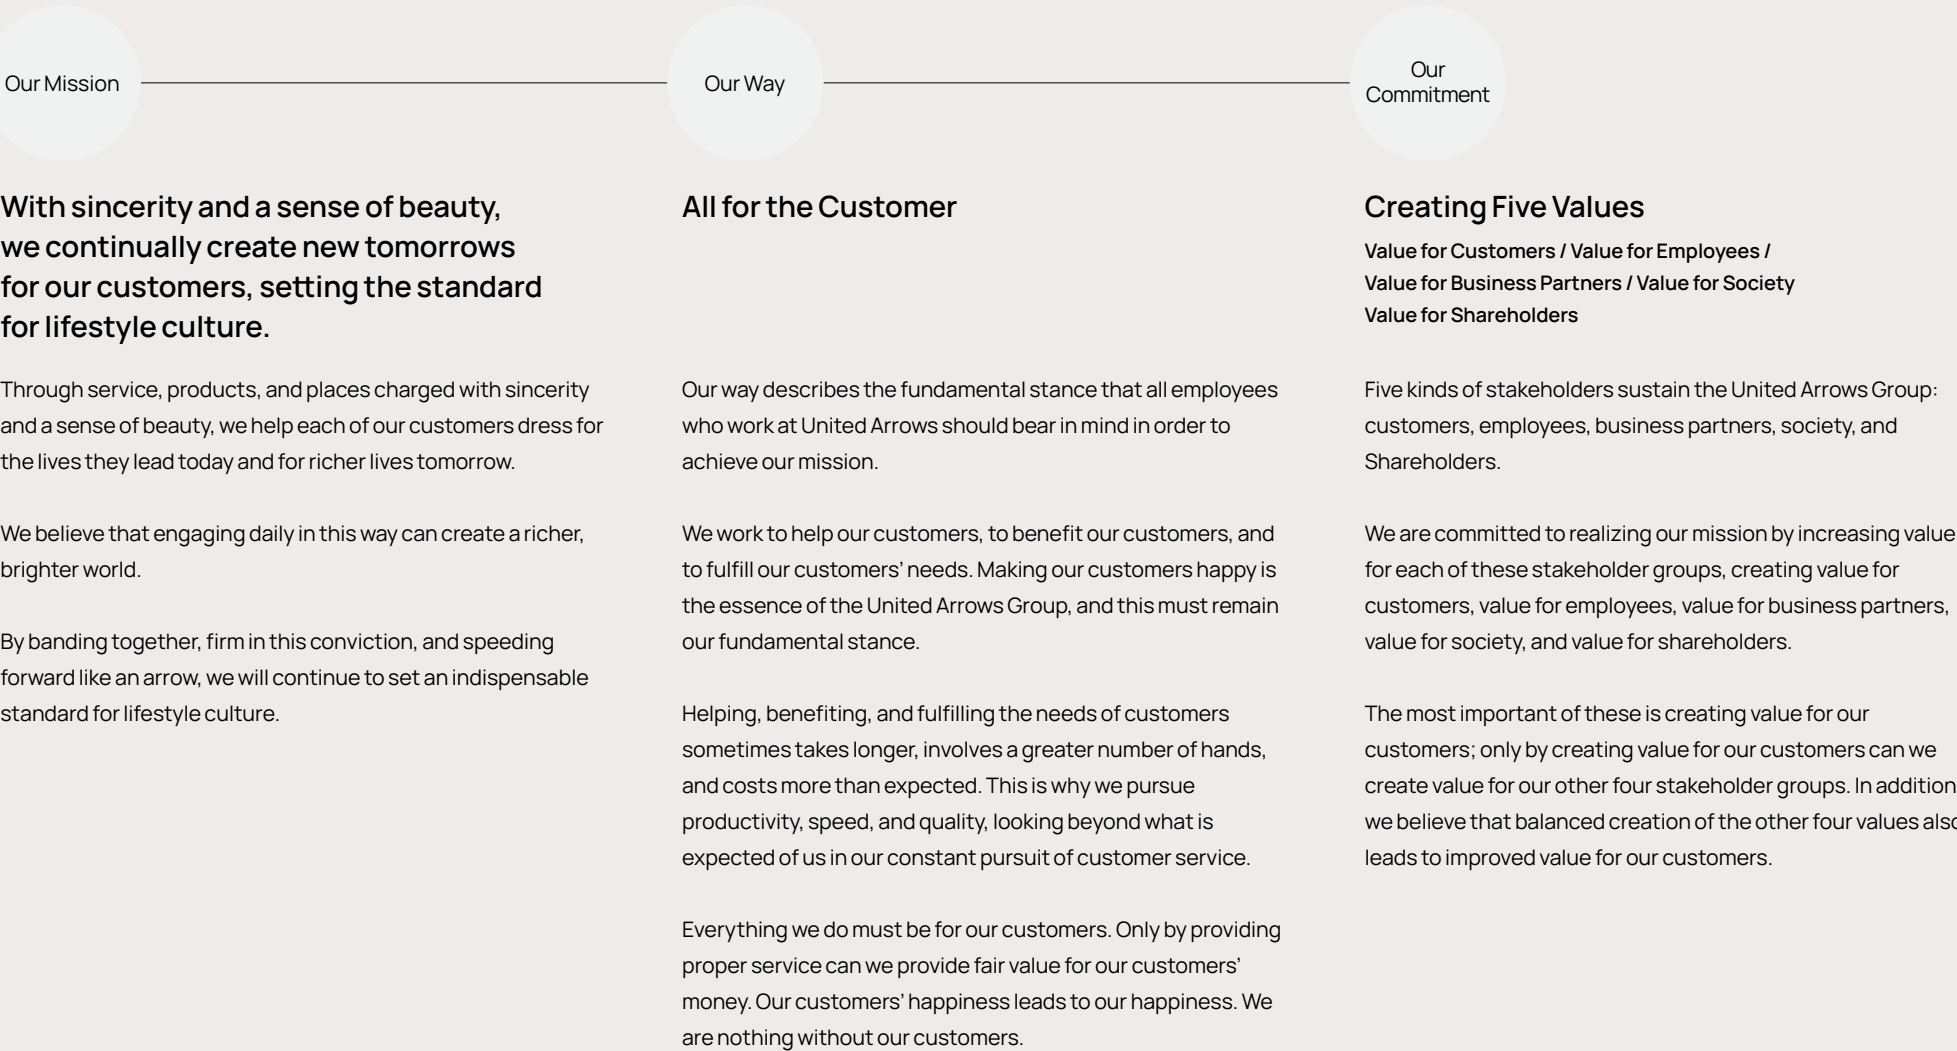 Our Mission
With sincerity and a sense of beauty,
we continually create new tomorrows
for our customers, setting the standard
for lifestyle culture.
Through service, products, and places charged with sincerity
and a sense of beauty, we help each of our customers dress for
the lives they lead today and for richer lives tomorrow.
We believe that engaging daily in this way can create a richer,
brighter world.
By banding together, firm in this conviction, and speeding
forward like an arrow, we will continue to set an indispensable
standard for lifestyle culture.
Our Way
All for the Customer
Our way describes the fundamental stance that all employees
who work at United Arrows should bear in mind in order to
achieve our mission.
We work to help our customers, to benefit our customers, and
to fulfill our customers’ needs. Making our customers happy is
the essence of the United Arrows Group, and this must remain
our fundamental stance.
Helping, benefiting, and fulfilling the needs of customers
sometimes takes longer, involves a greater number of hands,
and costs more than expected. This is why we pursue
productivity, speed, and quality, looking beyond what is
expected of us in our constant pursuit of customer service.
Everything we do must be for our customers. Only by providing
proper service can we provide fair value for our customers’
money. Our customers’ happiness leads to our happiness. We
are nothing without our customers.
Our
Commitment
Creating Five Values
Value for Customers / Value for Employees /
Value for Business Partners / Value for Society
Value for Shareholders
Five kinds of stakeholders sustain the United Arrows Group:
customers, employees, business partners, society, and
Shareholders.
We are committed to realizing our mission by increasing value
for each of these stakeholder groups, creating value for
customers, value for employees, value for business partners,
value for society, and value for shareholders.
The most important of these is creating value for our
customers; only by creating value for our customers can we
create value for our other four stakeholder groups. In addition
we believe that balanced creation of the other four values also
leads to improved value for our customers.